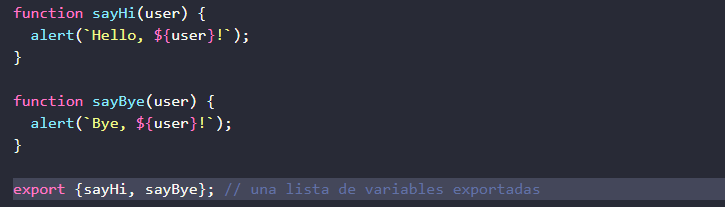 function sayHi(user) {
  alert(`Hello, ${user}!`);
}

function sayBye(user) {
  alert(`Bye, ${user}!`);
}

export {sayHi, sayBye}; // una lista de variables exportadas